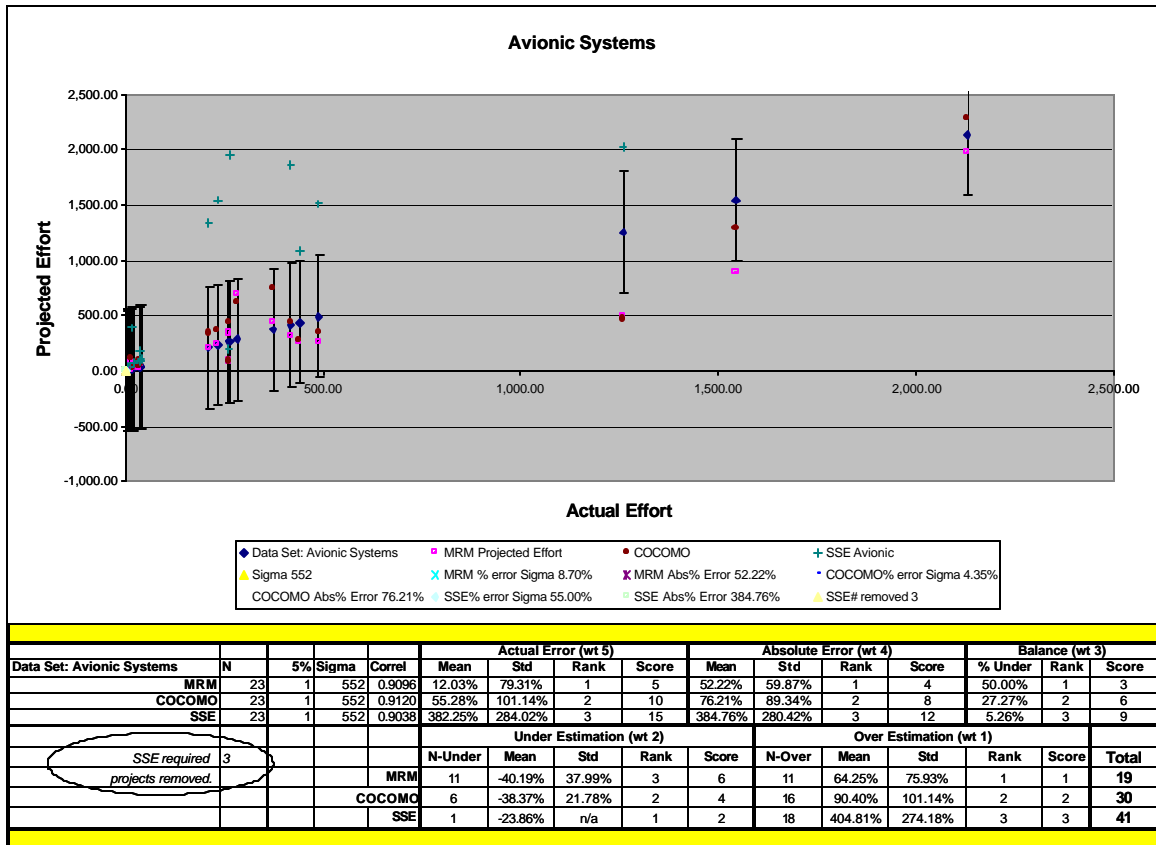 Avionic Systems
2,500.00
2,000.00
1,500.00
1,000.00
500.00
0.00
-500.00
-1,000.00
Projected Effort
0.00 500.00 1,000.00 1,500.00 2,000.00 2,500.00
Actual Effort
Data Set: Avionic Systems MRM Projected Effort COCOMO SSE Avionic
Sigma 552 MRM % error Sigma 8.70% MRM Abs% Error 52.22% COCOMO% error Sigma 4.35%
COCOMO Abs% Error 76.21% SSE% error Sigma 55.00% SSE Abs% Error 384.76% SSE# removed 3
Actual Error (wt 5) Absolute Error (wt 4) Balance (wt 3)
Data Set: Avionic Systems N 5% Sigma Correl Mean Std Rank Score Mean Std Rank Score % Under Rank Score
MRM 23 1 552 0.9096 12.03% 79.31% 1 5 52.22% 59.87% 1 4 50.00% 1 3
COCOMO 23 1 552 0.9120 55.28% 101.14% 2 10 76.21% 89.34% 2 8 27.27% 2 6
SSE 23 1 552 0.9038 382.25% 284.02% 3 15 384.76% 280.42% 3 12 5.26% 3 9
Under Estimation (wt 2) Over Estimation (wt 1)
SSE required 3 N-Under Mean Std Rank Score N-Over Mean Std Rank Score Total
projects removed. MRM 11 -40.19% 37.99% 3 6 11 64.25% 75.93% 1 1 19
COCOMO 6 -38.37% 21.78% 2 4 16 90.40% 101.14% 2 2 30
SSE 1 -23.86% n/a 1 2 18 404.81% 274.18% 3 3 41